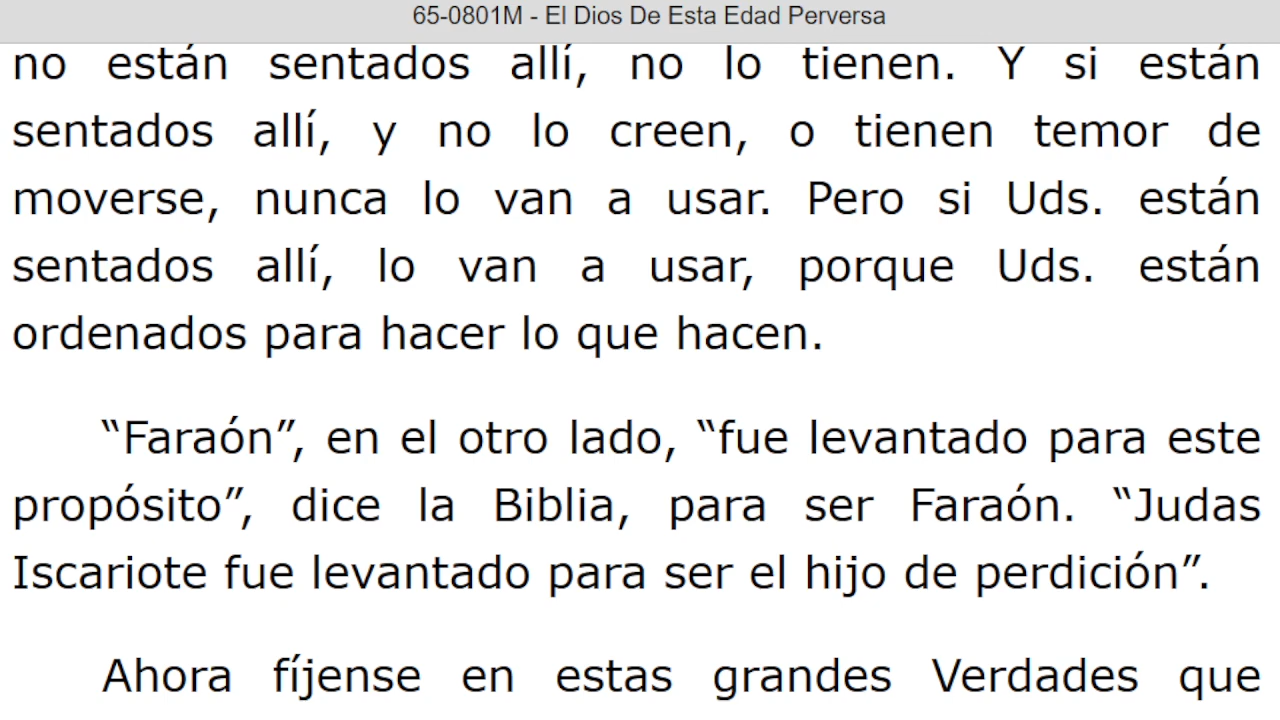 65-0801M - El Dios De Esta Edad Perversa
no están sentados allí, no lo tienen. Y si están
sentados allí, y no lo creen, o tienen temor de
moverse, nunca lo van a usar. Pero si Uds. están
sentados allí, lo van a usar, porque Uds. están
ordenados para hacer lo que hacen.
“Faraón”, en el otro lado, “fue levantado para este
propósito”, dice la Biblia, para ser Faraón. “Judas
Iscariote fue levantado para ser el hijo de perdición”.
Ahora fíjense en estas grandes Verdades que